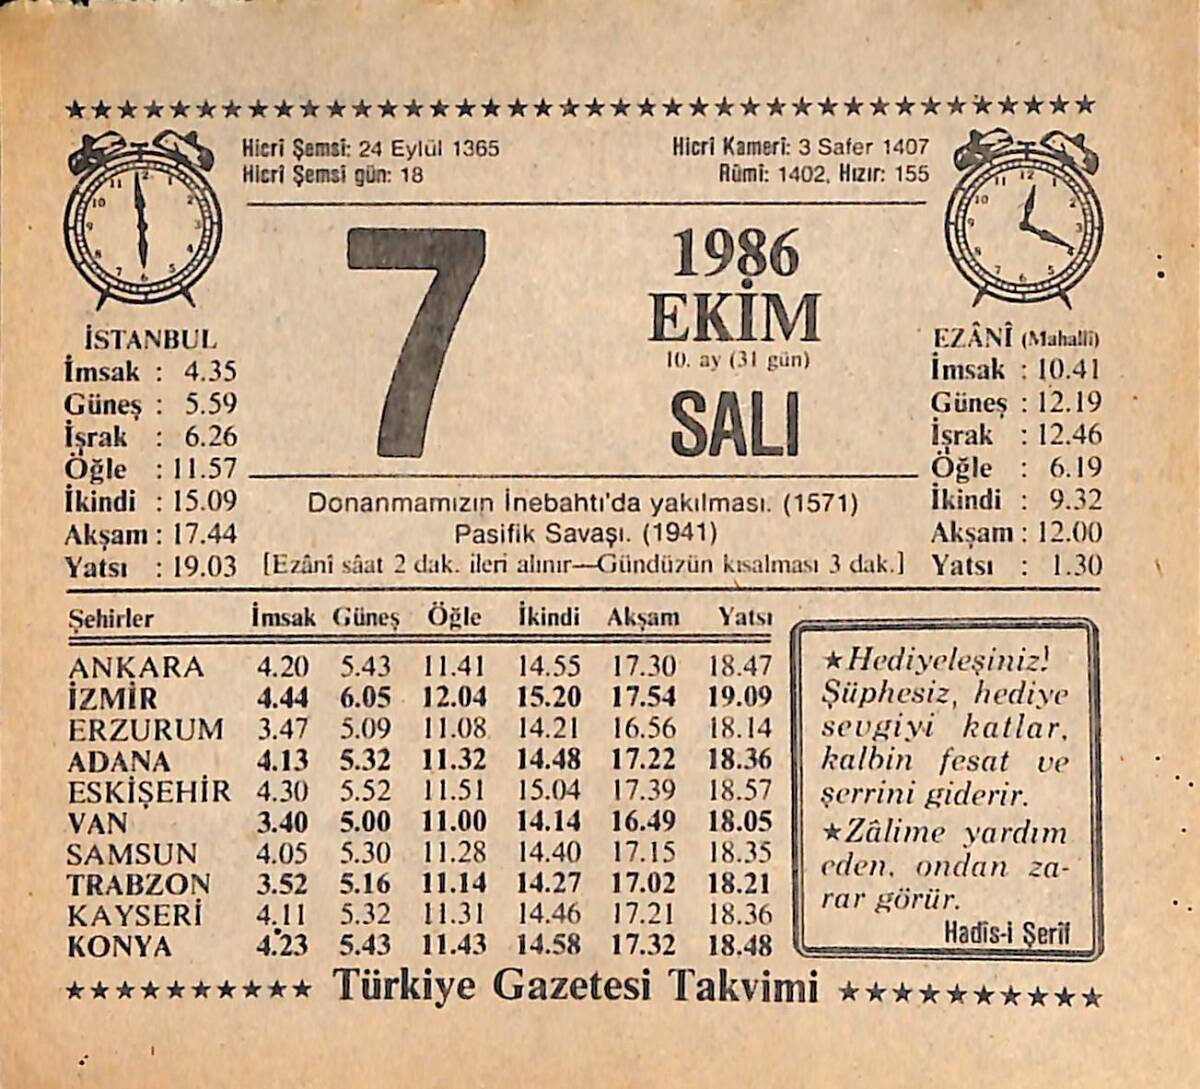 Hicrî Şemsî: 24 Eylül 1365
Hicrî Şemsî gün: 18
Hicrî Kamerî: 3 Safer 1407
Rûmî: 1402, Hızır: 155
7
1986
EKİM
10. ay (31 gün)
SALI
İSTANBUL
İmsak : 4.35
Güneş : 5.59
İşrak : 6.26
Öğle : 11.57
İkindi : 15.09
Akşam : 17.44
Yatsı : 19.03
EZÂNÎ (Mahallî)
İmsak : 10.41
Güneş : 12.19
İşrak : 12.46
Öğle : 6.19
İkindi : 9.32
Akşam : 12.00
Yatsı : 1.30
Donanmamızın İnebahtı'da yakılması. (1571)
Pasifik Savaşı. (1941)
[Ezânî sâat 2 dak. ileri alınır—Gündüzün kısalması 3 dak.]
Şehirler İmsak Güneş Öğle İkindi Akşam Yatsı
ANKARA 4.20 5.43 11.41 14.55 17.30 18.47
İZMİR 4.44 6.05 12.04 15.20 17.54 19.09
ERZURUM 3.47 5.09 11.08 14.21 16.56 18.14
ADANA 4.13 5.32 11.32 14.48 17.22 18.36
ESKİŞEHİR 4.30 5.52 11.51 15.04 17.39 18.57
VAN 3.40 5.00 11.00 14.14 16.49 18.05
SAMSUN 4.05 5.30 11.28 14.40 17.15 18.35
TRABZON 3.52 5.16 11.14 14.27 17.02 18.21
KAYSERİ 4.11 5.32 11.31 14.46 17.21 18.36
KONYA 4.23 5.43 11.43 14.58 17.32 18.48
★Hediyeleşiniz!
Şüphesiz, hediye
sevgiyi katlar,
kalbin fesat ve
şerrini giderir.
★Zâlime yardım
eden, ondan za-
rar görür.
Hadîs-i Şerîf
Türkiye Gazetesi Takvimi